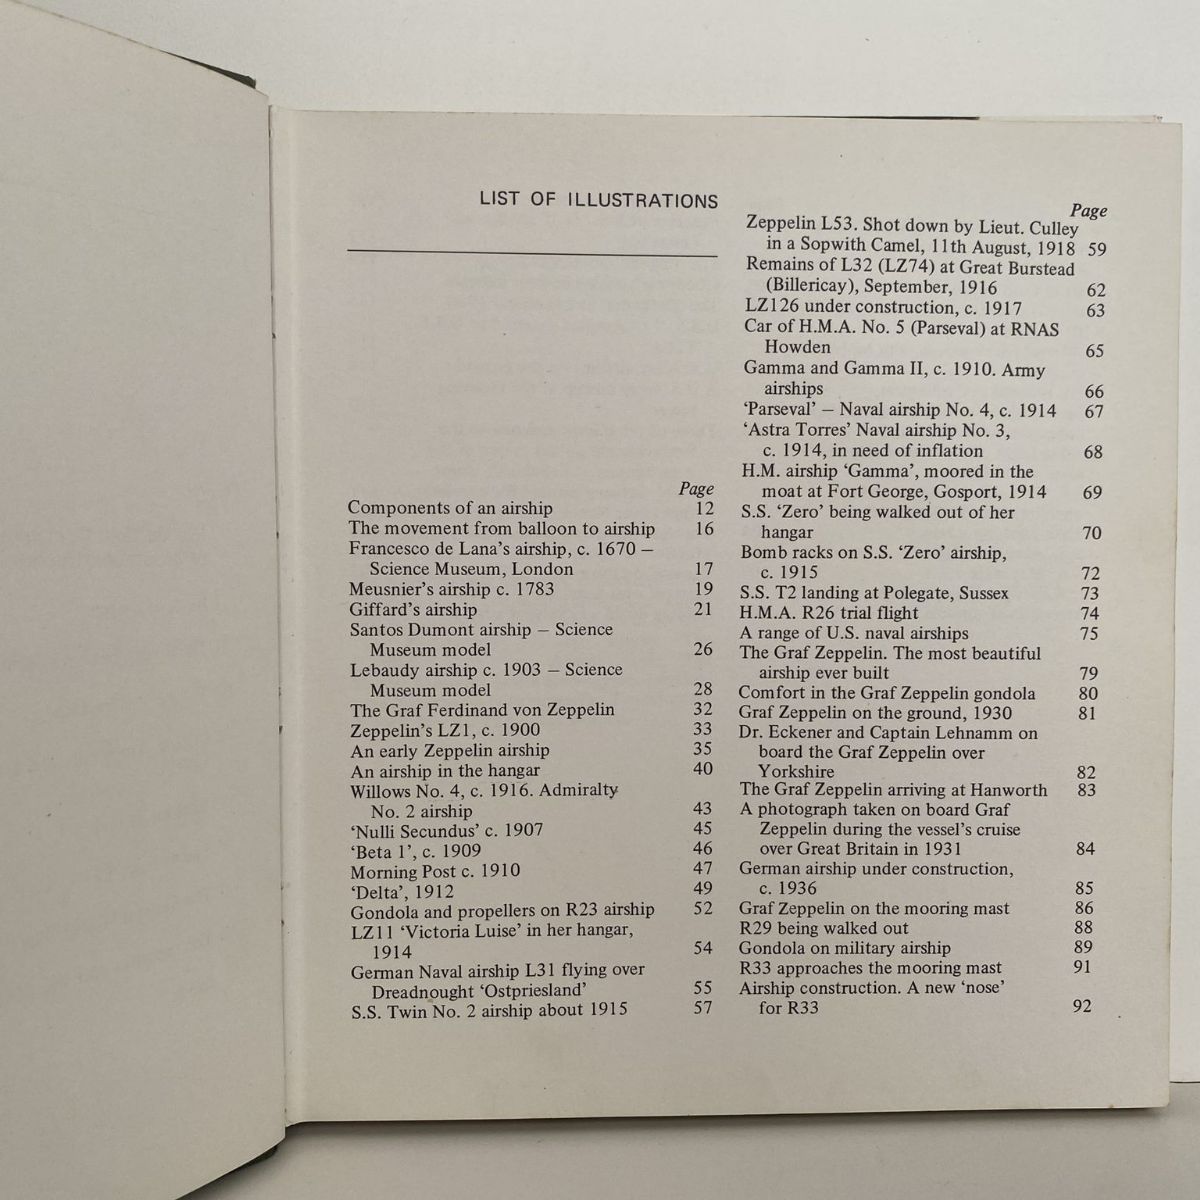 LIST OF ILLUSTRATIONS
Page
Components of an airship 12
The movement from balloon to airship 16
Francesco de Lana's airship, c. 1670 –
Science Museum, London 17
Meusnier's airship c. 1783 19
Giffard's airship 21
Santos Dumont airship – Science
Museum model 26
Lebaudy airship c. 1903 – Science
Museum model 28
The Graf Ferdinand von Zeppelin 32
Zeppelin's LZ1, c. 1900 33
An early Zeppelin airship 35
An airship in the hangar 40
Willows No. 4, c. 1916. Admiralty
No. 2 airship 43
‘Nulli Secundus’ c. 1907 45
‘Beta 1’, c. 1909 46
Morning Post c. 1910 47
‘Delta’, 1912 49
Gondola and propellers on R23 airship 52
LZ11 ‘Victoria Luise’ in her hangar,
1914 54
German Naval airship L31 flying over
Dreadnought ‘Ostpriesland’ 55
S.S. Twin No. 2 airship about 1915 57
Page
Zeppelin L53. Shot down by Lieut. Culley
in a Sopwith Camel, 11th August, 1918 59
Remains of L32 (LZ74) at Great Burstead
(Billericay), September, 1916 62
LZ126 under construction, c. 1917 63
Car of H.M.A. No. 5 (Parseval) at RNAS
Howden 65
Gamma and Gamma II, c. 1910. Army
airships 66
‘Parseval’ – Naval airship No. 4, c. 1914 67
‘Astra Torres’ Naval airship No. 3,
c. 1914, in need of inflation 68
H.M. airship ‘Gamma’, moored in the
moat at Fort George, Gosport, 1914 69
S.S. ‘Zero’ being walked out of her
hangar 70
Bomb racks on S.S. ‘Zero’ airship,
c. 1915 72
S.S. T2 landing at Polegate, Sussex 73
H.M.A. R26 trial flight 74
A range of U.S. naval airships 75
The Graf Zeppelin. The most beautiful
airship ever built 79
Comfort in the Graf Zeppelin gondola 80
Graf Zeppelin on the ground, 1930 81
Dr. Eckener and Captain Lehnamm on
board the Graf Zeppelin over
Yorkshire 82
The Graf Zeppelin arriving at Hanworth 83
A photograph taken on board Graf
Zeppelin during the vessel's cruise
over Great Britain in 1931 84
German airship under construction,
c. 1936 85
Graf Zeppelin on the mooring mast 86
R29 being walked out 88
Gondola on military airship 89
R33 approaches the mooring mast 91
Airship construction. A new ‘nose’
for R33 92